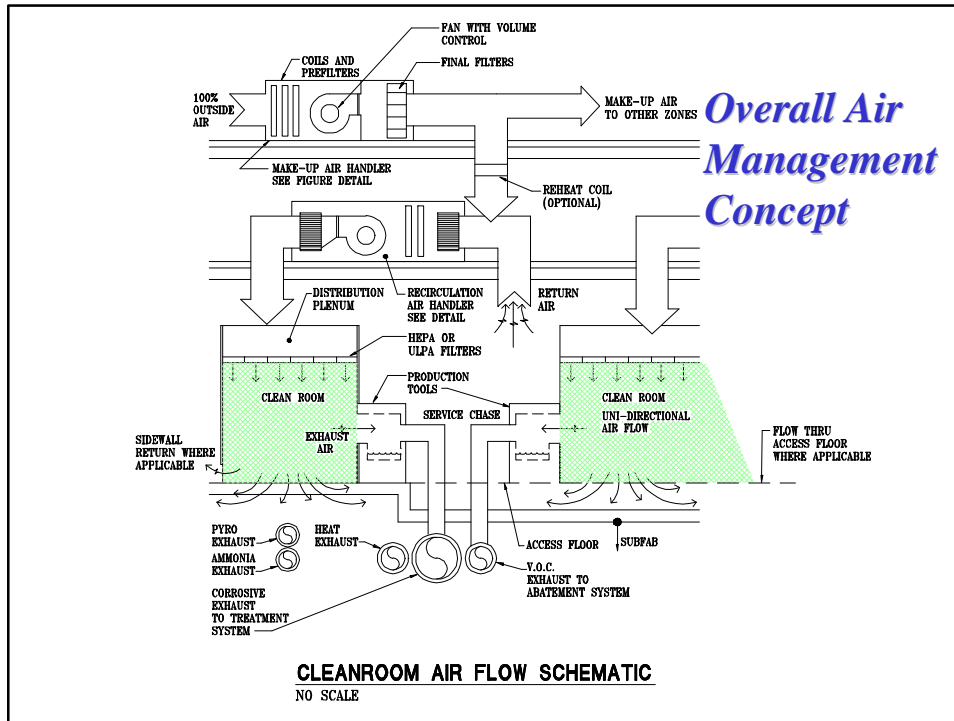 FAN WITH VOLUME
CONTROL
COILS AND
PREFILTERS
FINAL FILTERS
100%
OUTSIDE
AIR
MAKE-UP AIR
TO OTHER ZONES
Overall Air
Management
Concept
MAKE-UP AIR HANDLER
SEE FIGURE DETAIL
REHEAT COIL
(OPTIONAL)
DISTRIBUTION
PLENUM
RECIRCULATION
AIR HANDLER
SEE DETAIL
RETURN
AIR
HEPA OR
ULPA FILTERS
PRODUCTION
TOOLS
CLEAN ROOM
SERVICE CHASE
CLEAN ROOM
UNI-DIRECTIONAL
AIR FLOW
EXHAUST
AIR
SIDEWALL
RETURN WHERE
APPLICABLE
FLOW THRU
ACCESS FLOOR
WHERE APPLICABLE
PYRO
EXHAUST
HEAT
EXHAUST
ACCESS FLOOR
SUBFAB
AMMONIA
EXHAUST
V.O.C.
EXHAUST TO
ABATEMENT SYSTEM
CORROSIVE
EXHAUST
TO TREATMENT
SYSTEM
CLEANROOM AIR FLOW SCHEMATIC
NO SCALE